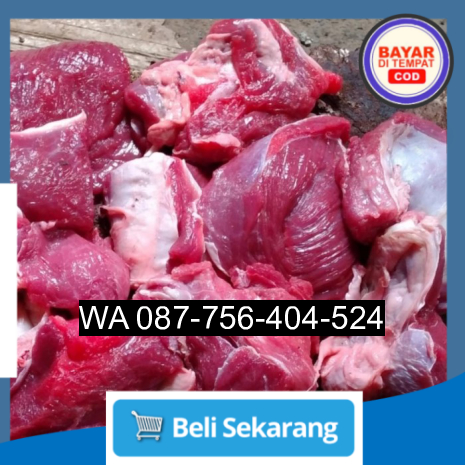 BAYAR
DI TEMPAT
COD
WA 087-756-404-524
Beli Sekarang